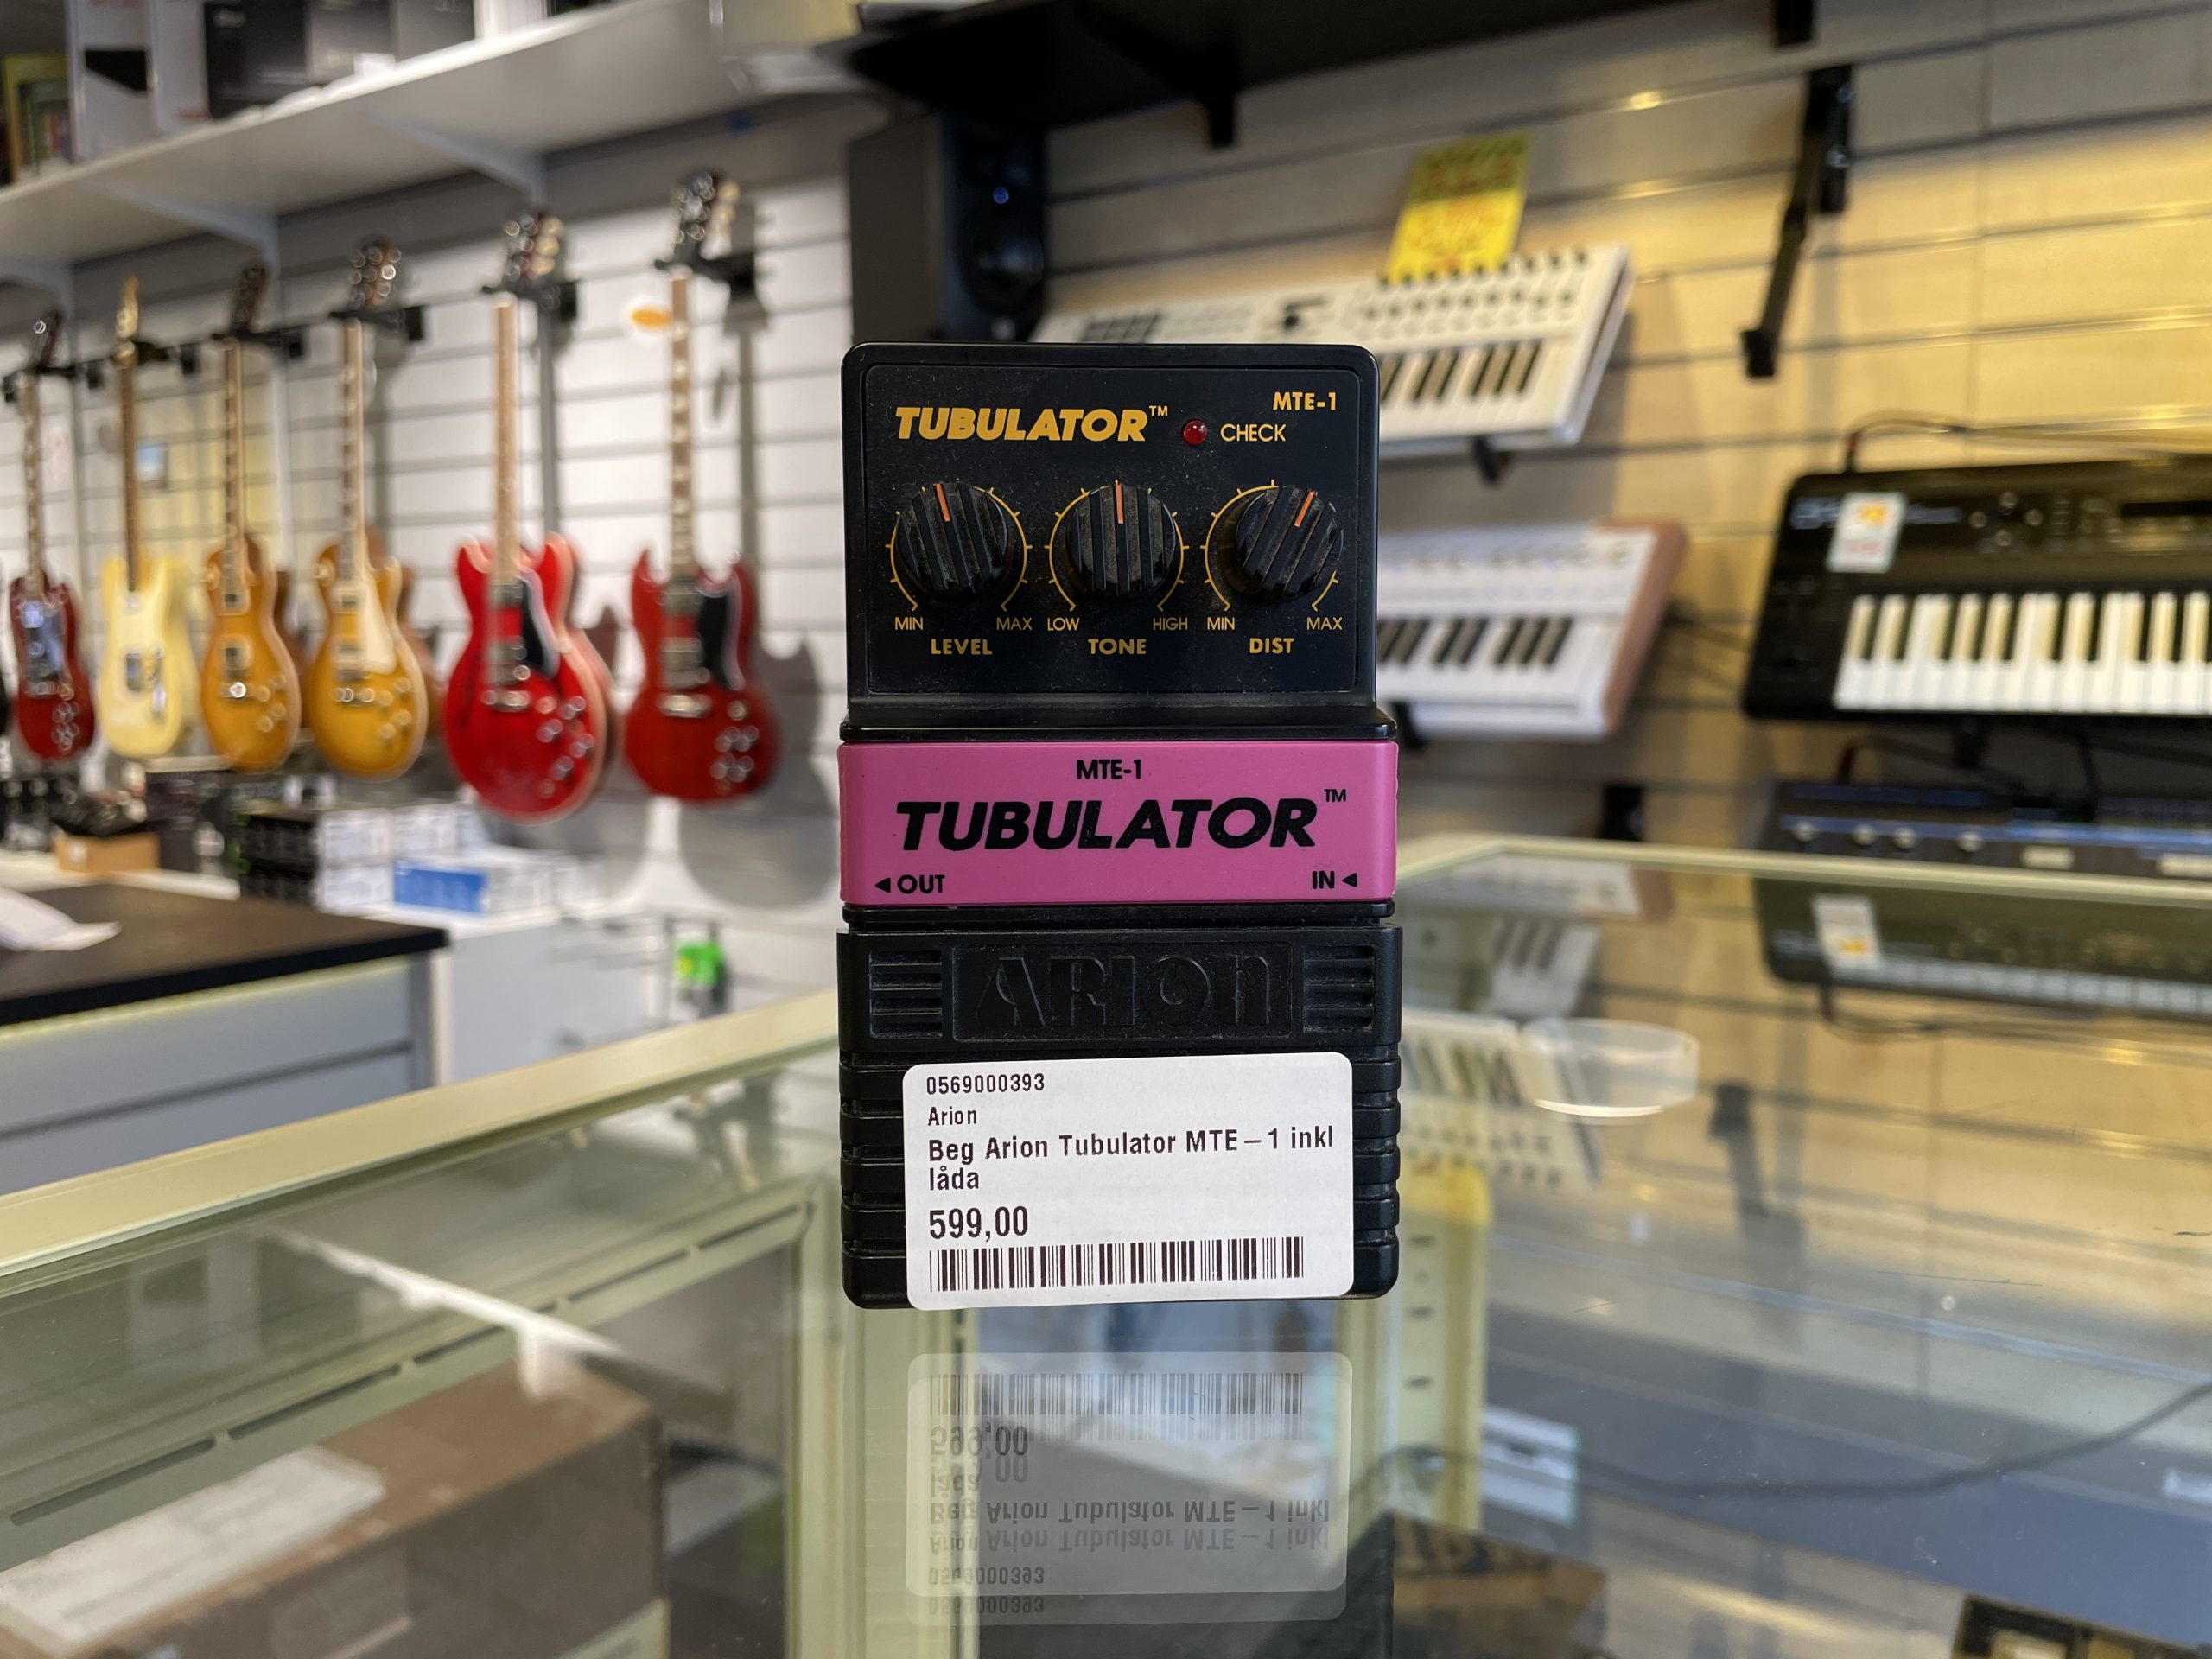 TUBULATOR™
MTE-1
CHECK
MIN MAX LOW HIGH MIN MAX
LEVEL TONE DIST
MTE-1
TUBULATOR™
◄ OUT IN ◄
ARION
0569000393
Arion
Beg Arion Tubulator MTE-1 inkl
låda
599,00